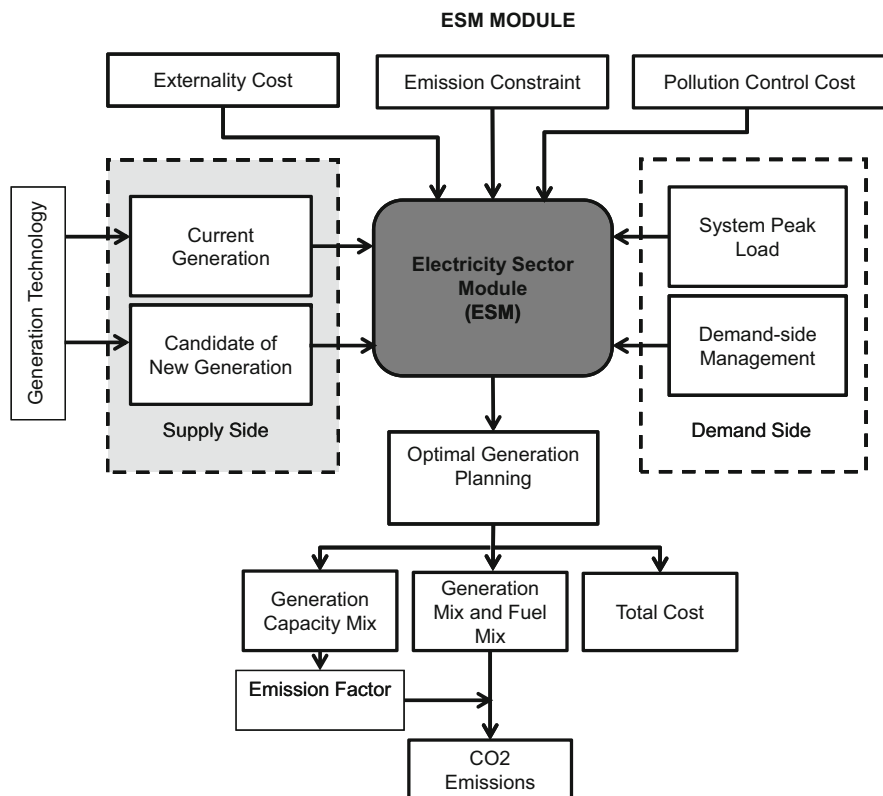 ESM MODULE
Externality Cost
Emission Constraint
Pollution Control Cost
Generation Technology
Current
Generation
Candidate of
New Generation
Supply Side
Electricity Sector
Module
(ESM)
System Peak
Load
Demand-side
Management
Demand Side
Optimal Generation
Planning
Generation
Capacity Mix
Generation
Mix and Fuel
Mix
Total Cost
Emission Factor
CO2
Emissions